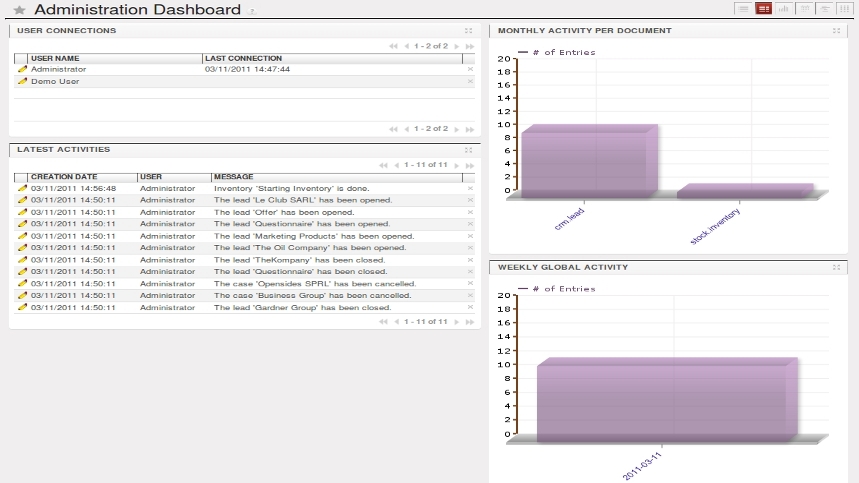 Administration Dashboard ?
USER CONNECTIONS
1 - 2 of 2
USER NAME LAST CONNECTION
Administrator 03/11/2011 14:47:44
Demo User
1 - 2 of 2
LATEST ACTIVITIES
1 - 11 of 11
CREATION DATE USER MESSAGE
03/11/2011 14:56:48 Administrator Inventory 'Starting Inventory' is done.
03/11/2011 14:50:11 Administrator The lead 'Le Club SARL' has been opened.
03/11/2011 14:50:11 Administrator The lead 'Offer' has been opened.
03/11/2011 14:50:11 Administrator The lead 'Questionnaire' has been opened.
03/11/2011 14:50:11 Administrator The lead 'Marketing Products' has been opened.
03/11/2011 14:50:11 Administrator The lead 'The Oil Company' has been opened.
03/11/2011 14:50:11 Administrator The lead 'TheKompany' has been closed.
03/11/2011 14:50:11 Administrator The lead 'Questionnaire' has been closed.
03/11/2011 14:50:11 Administrator The case 'Opensides SPRL' has been cancelled.
03/11/2011 14:50:11 Administrator The case 'Business Group' has been cancelled.
03/11/2011 14:50:11 Administrator The lead 'Gardner Group' has been closed.
1 - 11 of 11
MONTHLY ACTIVITY PER DOCUMENT
# of Entries
20
18
16
14
12
10
8
6
4
2
0
crm.lead
stock.inventory
WEEKLY GLOBAL ACTIVITY
# of Entries
20
18
16
14
12
10
8
6
4
2
0
2011-03-11